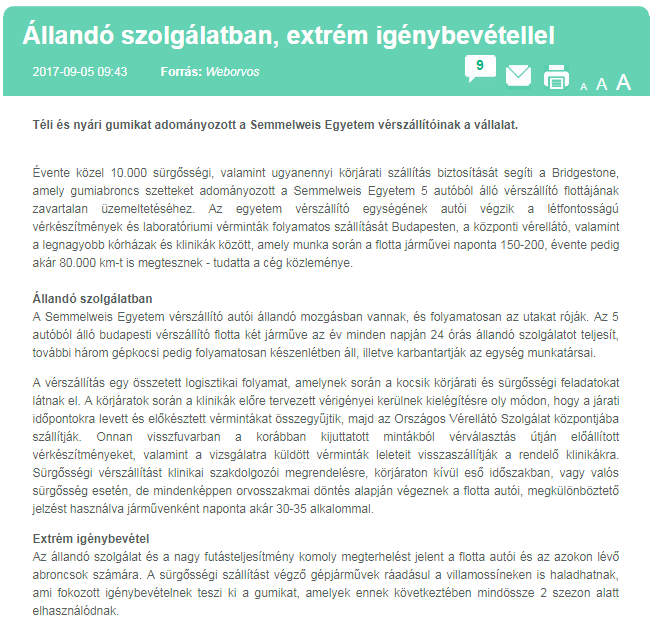 Állandó szolgálatban, extrém igénybevétellel
2017-09-05 09:43 Forrás: Weborvos 9 A A A
Téli és nyári gumikat adományozott a Semmelweis Egyetem vérszállítóinak a vállalat.
Évente közel 10.000 sürgősségi, valamint ugyanennyi körjárati szállítás biztosítását segíti a Bridgestone,
amely gumiabroncs szetteket adományozott a Semmelweis Egyetem 5 autóból álló vérszállító flottájának
zavartalan üzemeltetéséhez. Az egyetem vérszállító egységének autói végzik a létfontosságú
vérkészítmények és laboratóriumi vérminták folyamatos szállítását Budapesten, a központi vérellátó, valamint
a legnagyobb kórházak és klinikák között, amely munka során a flotta járművei naponta 150-200, évente pedig
akár 80.000 km-t is megtesznek - tudatta a cég közleménye.
Állandó szolgálatban
A Semmelweis Egyetem vérszállító autói állandó mozgásban vannak, és folyamatosan az utakat róják. Az 5
autóból álló budapesti vérszállító flotta két járműve az év minden napján 24 órás állandó szolgálatot teljesít,
további három gépkocsi pedig folyamatosan készenlétben áll, illetve karbantartják az egység munkatársai.
A vérszállítás egy összetett logisztikai folyamat, amelynek során a kocsik körjárati és sürgősségi feladatokat
látnak el. A körjáratok során a klinikák előre tervezett vérigényei kerülnek kielégítésre oly módon, hogy a járati
időpontokra levett és előkészített vérmintákat összegyűjtik, majd az Országos Vérellátó Szolgálat központjába
szállítják. Onnan visszfuvarban a korábban kijuttatott mintákból vérválasztás útján előállított
vérkészítményeket, valamint a vizsgálatra küldött vérminták leleteit visszaszállítják a rendelő klinikákra.
Sürgősségi vérszállítást klinikai szakdolgozói megrendelésre, körjáraton kívül eső időszakban, vagy valós
sürgősség esetén, de mindenképpen orvosszakmai döntés alapján végeznek a flotta autói, megkülönböztető
jelzést használva járművenként naponta akár 30-35 alkalommal.
Extrém igénybevétel
Az állandó szolgálat és a nagy futásteljesítmény komoly megterhelést jelent a flotta autói és az azokon lévő
abroncsok számára. A sürgősségi szállítást végző gépjárművek ráadásul a villamossíneken is haladhatnak,
ami fokozott igénybevételnek teszi ki a gumikat, amelyek ennek következtében mindössze 2 szezon alatt
elhasználódnak.